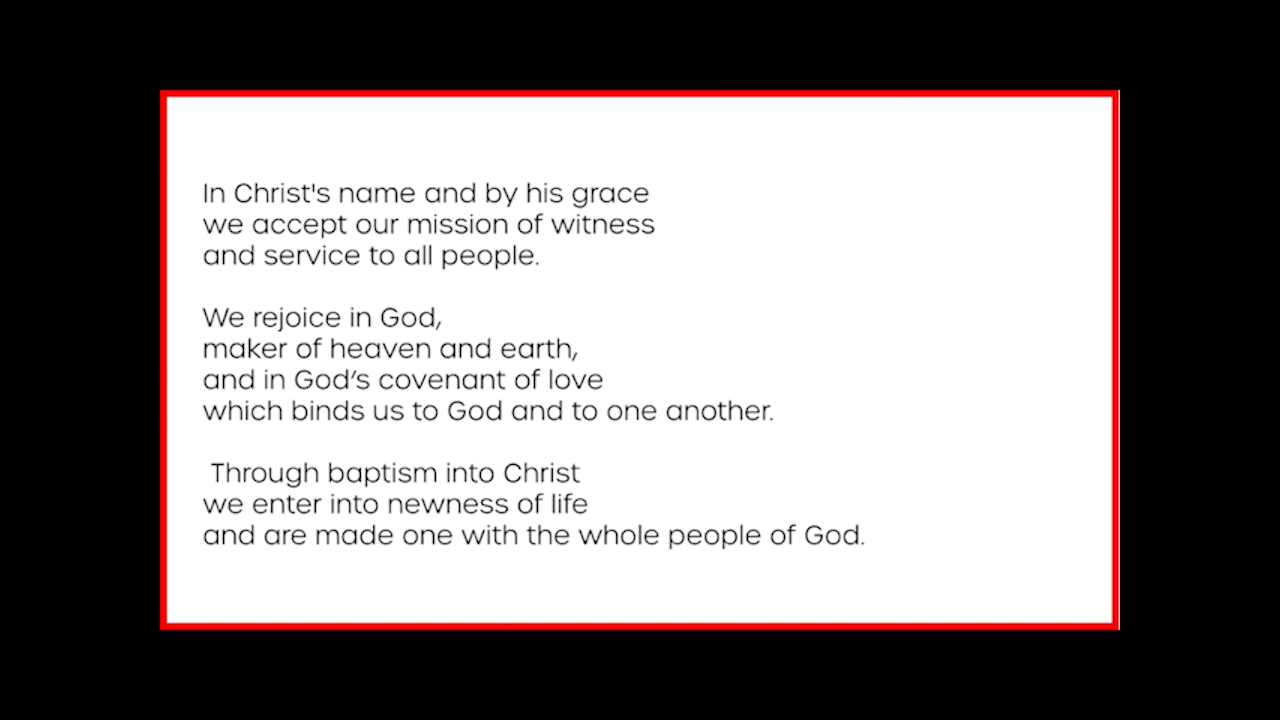 In Christ's name and by his grace
we accept our mission of witness
and service to all people.
We rejoice in God,
maker of heaven and earth,
and in God’s covenant of love
which binds us to God and to one another.
Through baptism into Christ
we enter into newness of life
and are made one with the whole people of God.